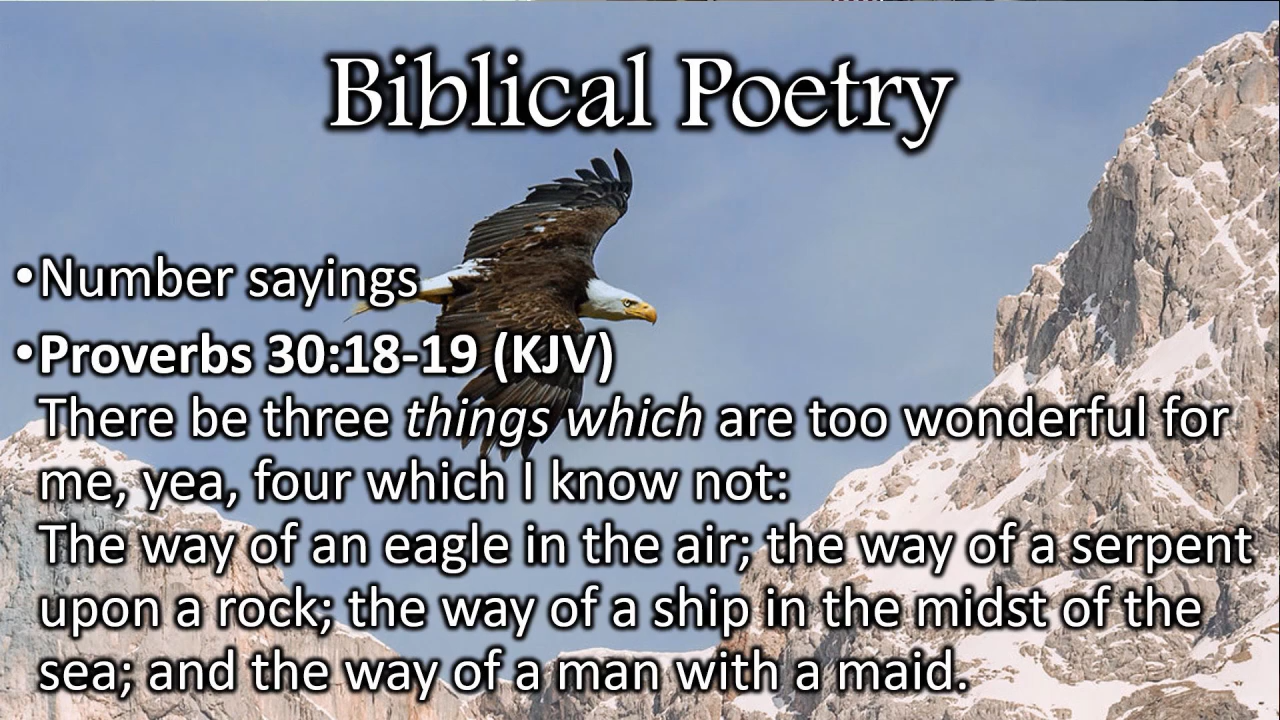 Biblical Poetry
•Number sayings
•Proverbs 30:18-19 (KJV)
There be three things which are too wonderful for
me, yea, four which I know not:
The way of an eagle in the air; the way of a serpent
upon a rock; the way of a ship in the midst of the
sea; and the way of a man with a maid.